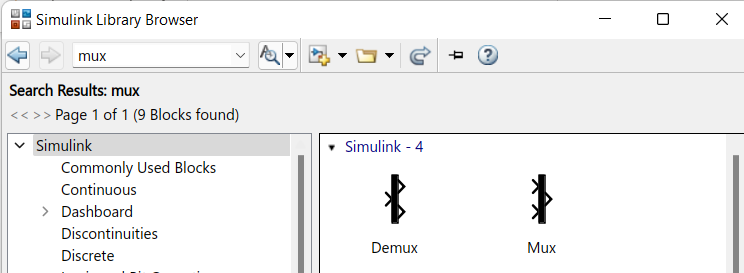 Simulink Library Browser
mux
Search Results: mux
<< >> Page 1 of 1 (9 Blocks found)
Simulink
Commonly Used Blocks
Continuous
Dashboard
Discontinuities
Discrete
Simulink - 4
Demux
Mux